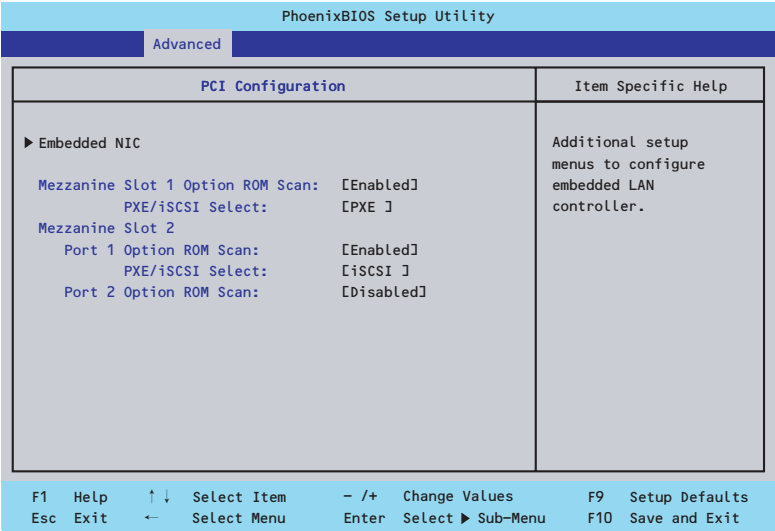 PhoenixBIOS Setup Utility
Advanced
PCI Configuration
Item Specific Help
▶ Embedded NIC
Mezzanine Slot 1 Option ROM Scan: [Enabled]
PXE/iSCSI Select: [PXE ]
Mezzanine Slot 2
Port 1 Option ROM Scan: [Enabled]
PXE/iSCSI Select: [iSCSI ]
Port 2 Option ROM Scan: [Disabled]
Additional setup
menus to configure
embedded LAN
controller.
F1 Help ↑↓ Select Item - /+ Change Values F9 Setup Defaults
Esc Exit ← Select Menu Enter Select ▶ Sub-Menu F10 Save and Exit